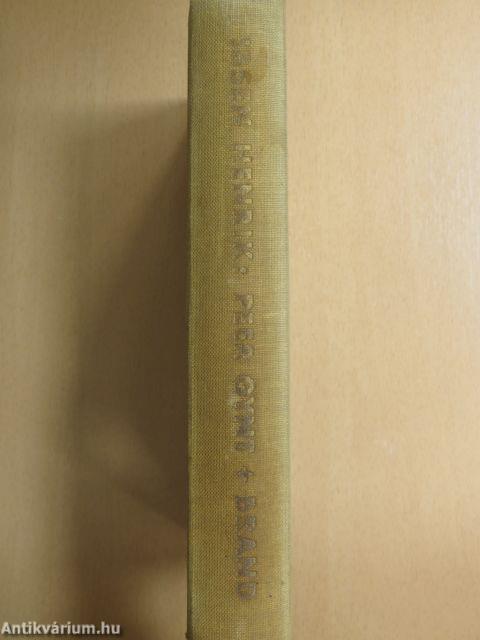 IBSEN HENRIK. PEER GYNT + BRAND
Antikvárium.hu